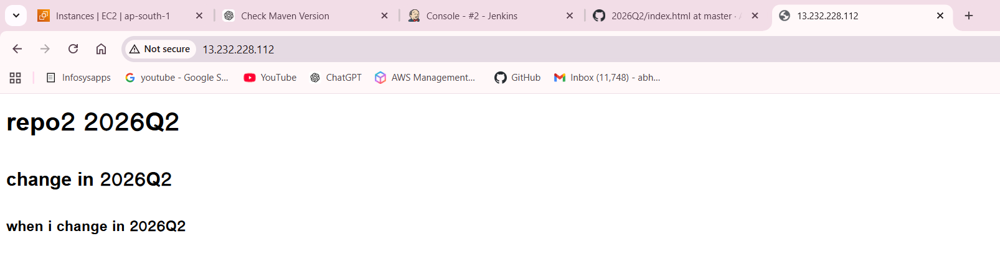 Instances | EC2 | ap-south-1
Check Maven Version
Console - #2 - Jenkins
2026Q2/index.html at master ·
13.232.228.112
Not secure
13.232.228.112
Infosysapps
youtube - Google S...
YouTube
ChatGPT
AWS Management...
GitHub
Inbox (11,748) - abh...
repo2 2026Q2
change in 2026Q2
when i change in 2026Q2